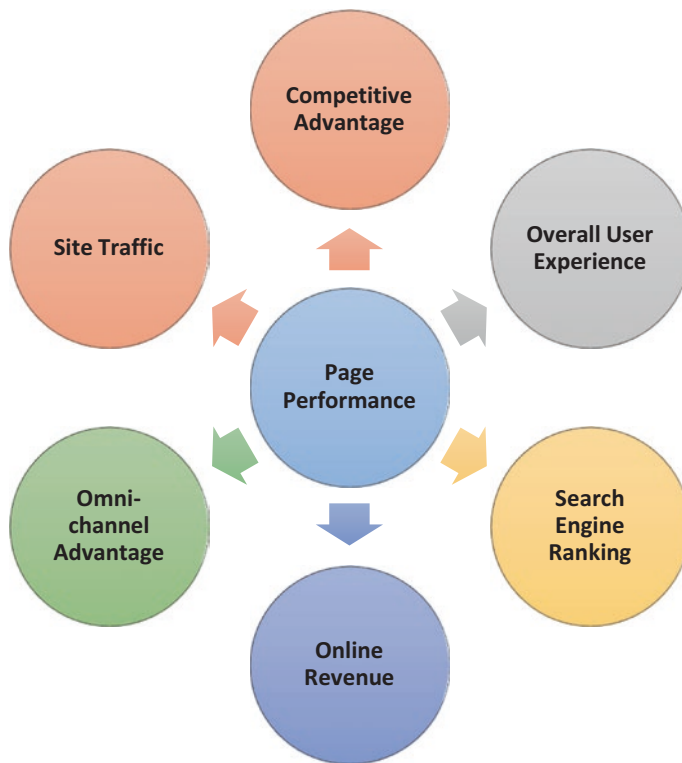 Competitive
Advantage
Site Traffic
Overall User
Experience
Page
Performance
Omni-
channel
Advantage
Search
Engine
Ranking
Online
Revenue